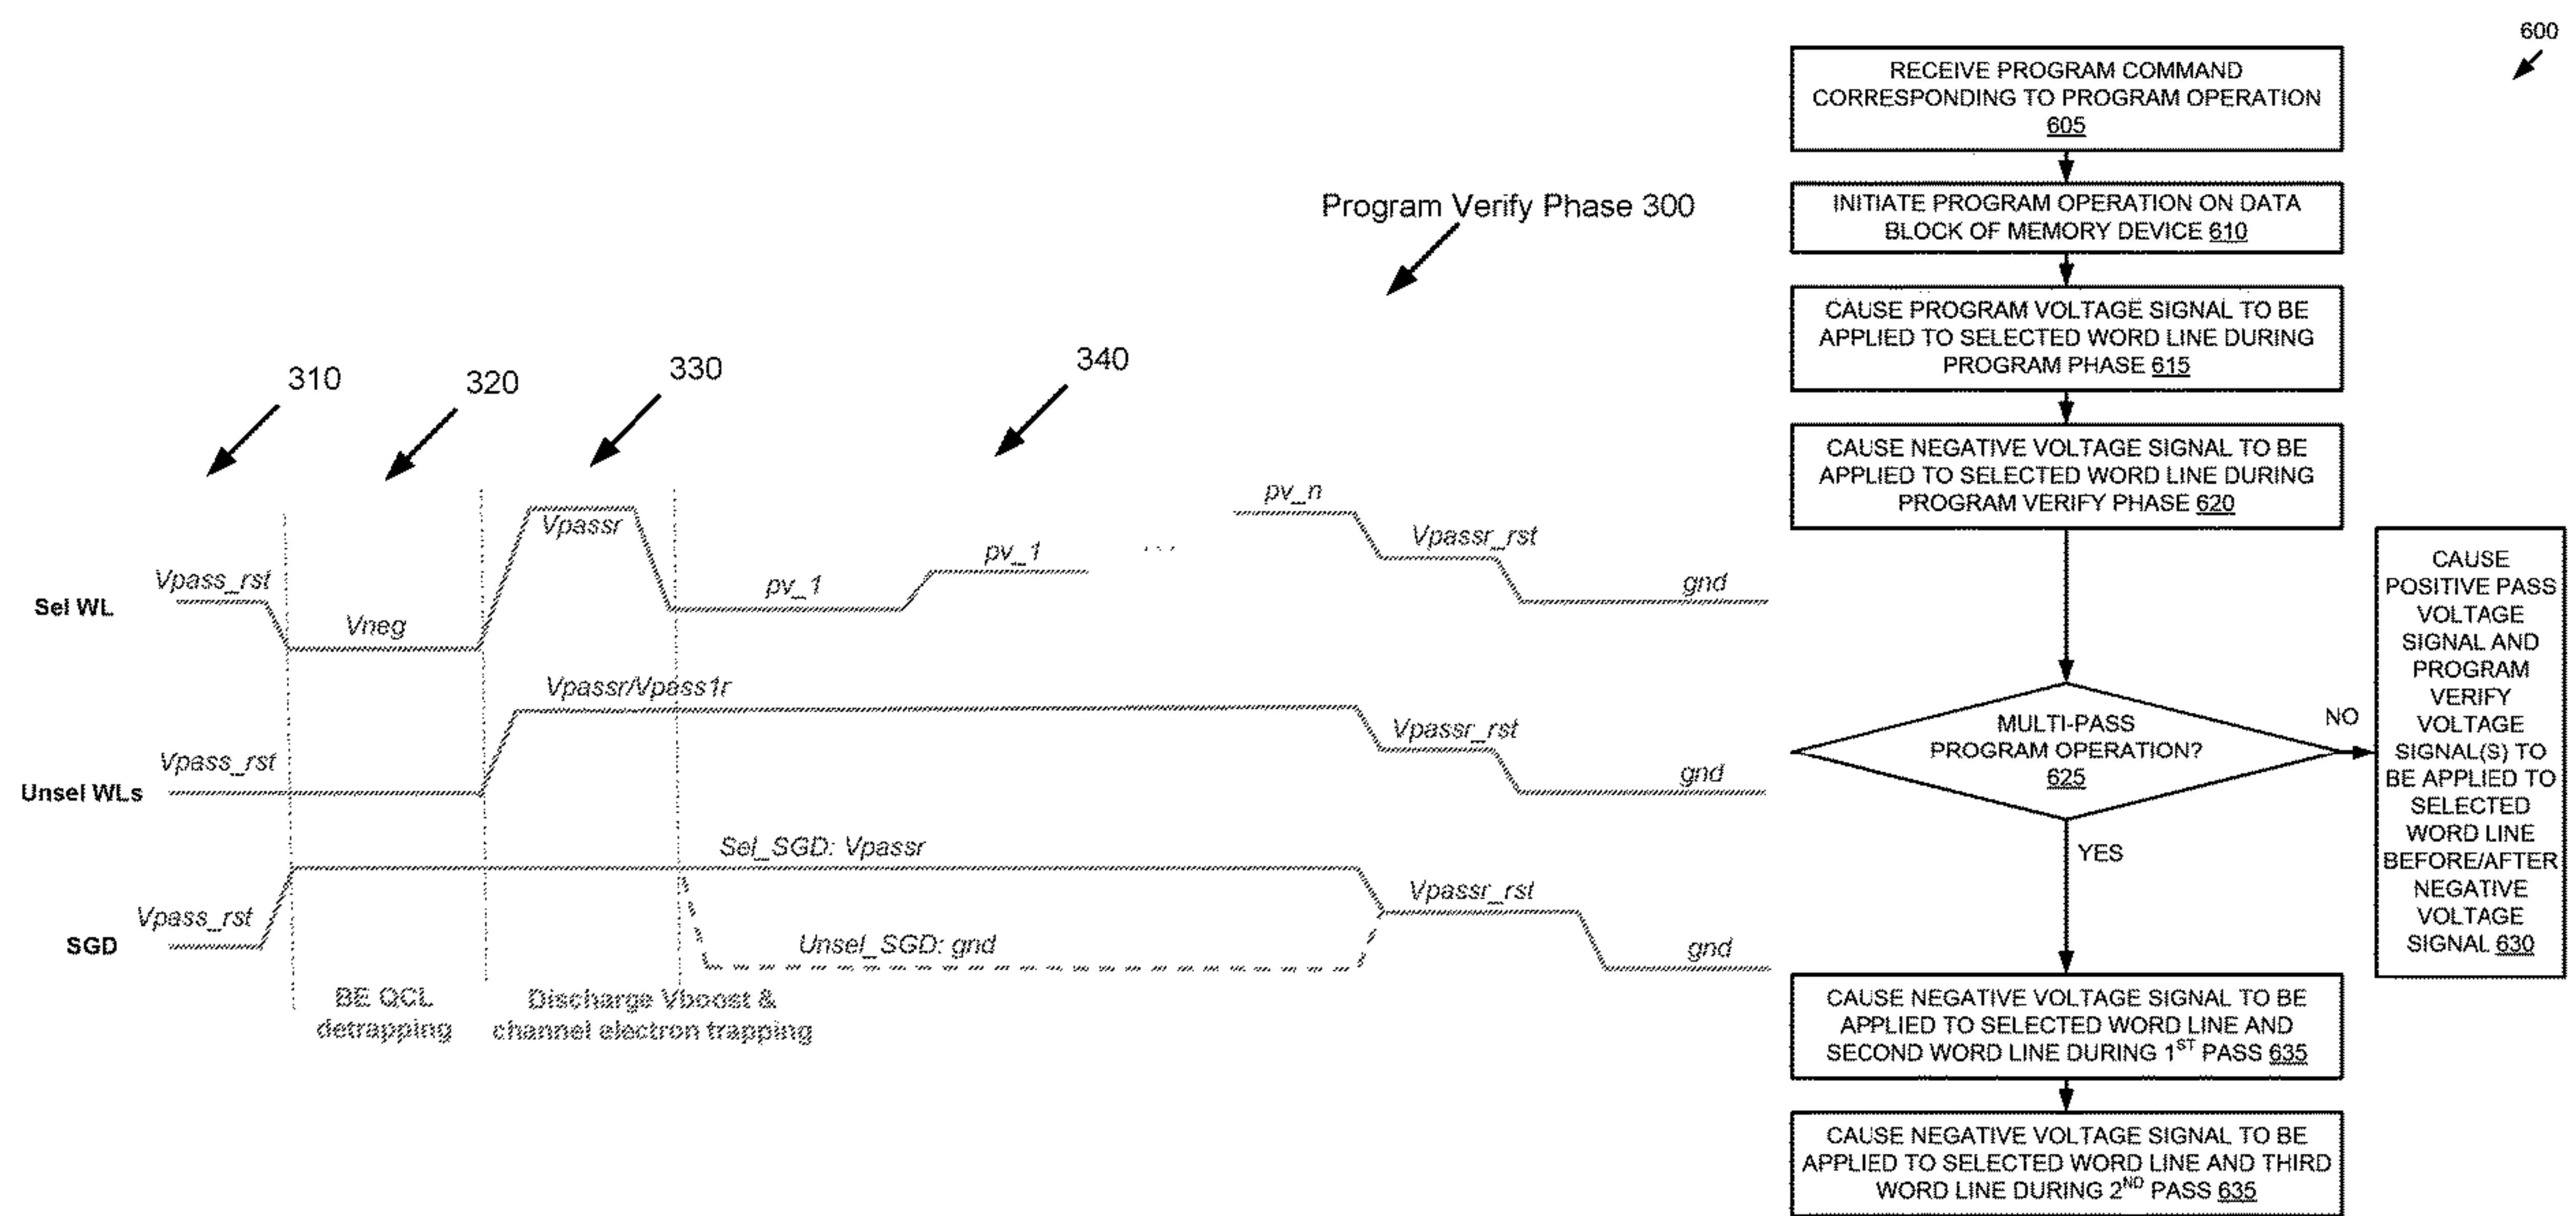 Program Verify Phase 300
310
320
330
340
Sel WL
Vpass_rst
Vneg
Vpassr
pv_1
pv_1
...
pv_n
Vpassr_rst
gnd
Unsel WLs
Vpass_rst
Vpassr/Vpass1r
Vpassr_rst
gnd
SGD
Vpass_rst
Sel_SGD: Vpassr
Unsel_SGD: gnd
Vpassr_rst
gnd
BE QCL
detrapping
Discharge Vboost &
channel electron trapping
600
RECEIVE PROGRAM COMMAND
CORRESPONDING TO PROGRAM OPERATION
605
INITIATE PROGRAM OPERATION ON DATA
BLOCK OF MEMORY DEVICE 610
CAUSE PROGRAM VOLTAGE SIGNAL TO BE
APPLIED TO SELECTED WORD LINE DURING
PROGRAM PHASE 615
CAUSE NEGATIVE VOLTAGE SIGNAL TO BE
APPLIED TO SELECTED WORD LINE DURING
PROGRAM VERIFY PHASE 620
MULTI-PASS
PROGRAM OPERATION?
625
NO
CAUSE
POSITIVE PASS
VOLTAGE
SIGNAL AND
PROGRAM
VERIFY
VOLTAGE
SIGNAL(S) TO
BE APPLIED TO
SELECTED
WORD LINE
BEFORE/AFTER
NEGATIVE
VOLTAGE
SIGNAL 630
YES
CAUSE NEGATIVE VOLTAGE SIGNAL TO BE
APPLIED TO SELECTED WORD LINE AND
SECOND WORD LINE DURING 1ST PASS 635
CAUSE NEGATIVE VOLTAGE SIGNAL TO BE
APPLIED TO SELECTED WORD LINE AND THIRD
WORD LINE DURING 2ND PASS 635